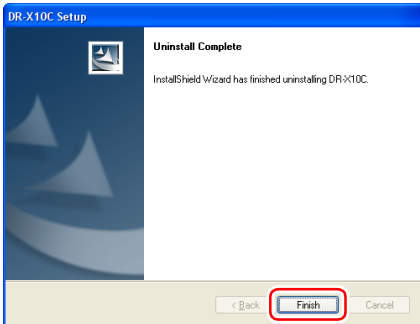 DR-X10C Setup
Uninstall Complete
InstallShield Wizard has finished uninstalling DR-X10C.
< Back
Finish
Cancel